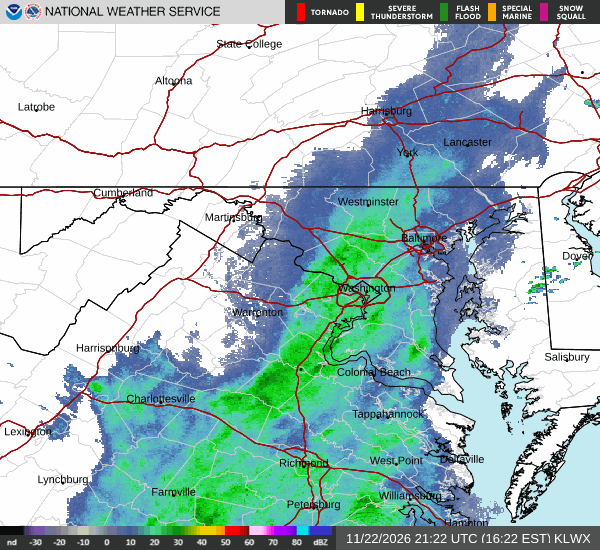 NATIONAL WEATHER SERVICE
TORNADO
SEVERE
THUNDERSTORM
FLASH
FLOOD
SPECIAL
MARINE
SNOW
SQUALL
State College
Altoona
Latrobe
Harrisburg
Lancaster
York
Cumberland
Westminster
Martinsburg
Baltimore
Dover
Washington
Warrenton
Harrisonburg
Salisbury
Colonial Beach
Charlottesville
Tappahannock
Lexington
Richmond
West Point
Deltaville
Lynchburg
Farmville
Williamsburg
Petersburg
Hampton
nd -30 -20 -10 0 10 20 30 40 50 60 70 80 dBZ
11/22/2026 21:22 UTC (16:22 EST) KLWX